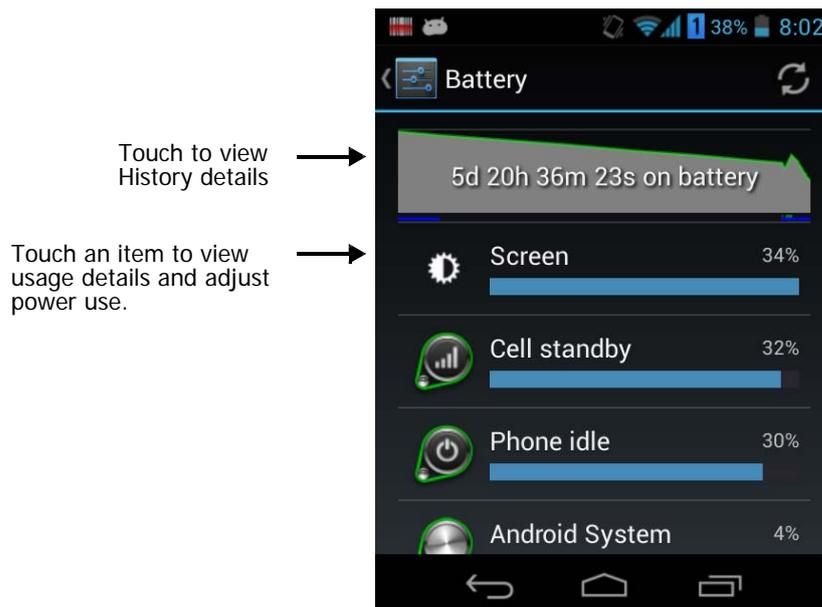 1 38% 8:02
Battery
Touch to view
History details
5d 20h 36m 23s on battery
Touch an item to view
usage details and adjust
power use.
Screen 34%
Cell standby 32%
Phone idle 30%
Android System 4%